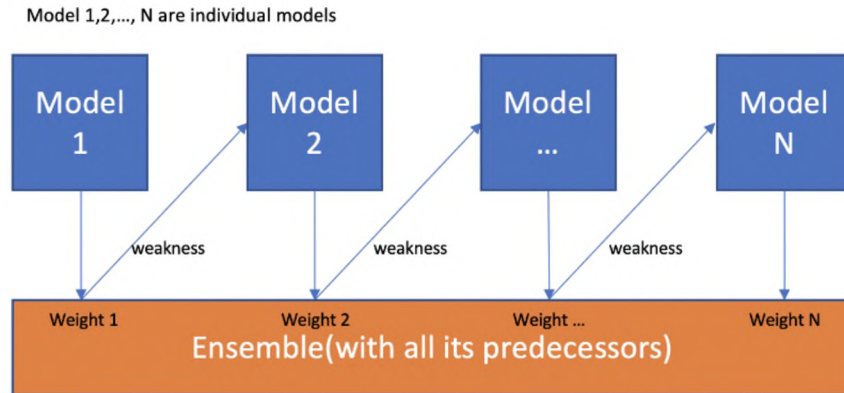 Model 1,2,..., N are individual models
Model
1
Model
2
Model
...
Model
N
weakness
weakness
weakness
Weight 1
Weight 2
Weight ...
Weight N
Ensemble(with all its predecessors)